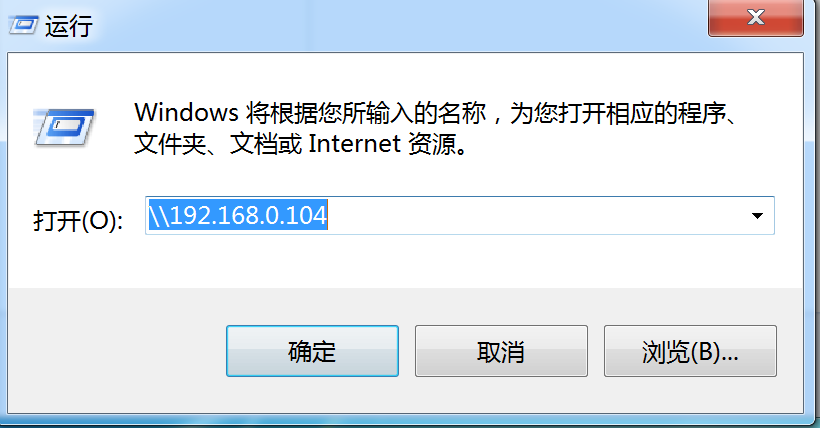 运行
Windows 将根据您所输入的名称，为您打开相应的程序、
文件夹、文档或 Internet 资源。
打开(O): \\192.168.0.104
确定 取消 浏览(B)...